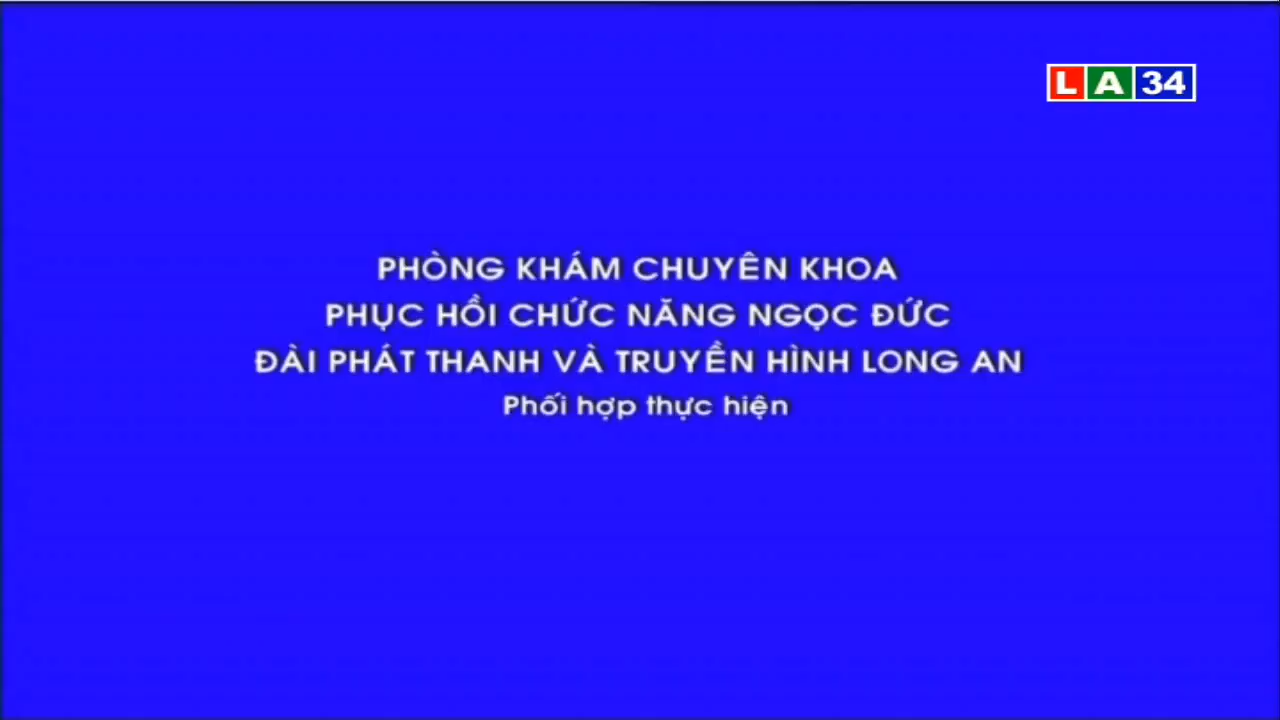 LA34
PHÒNG KHÁM CHUYÊN KHOA
PHỤC HỒI CHỨC NĂNG NGỌC ĐỨC
ĐÀI PHÁT THANH VÀ TRUYỀN HÌNH LONG AN
Phối hợp thực hiện